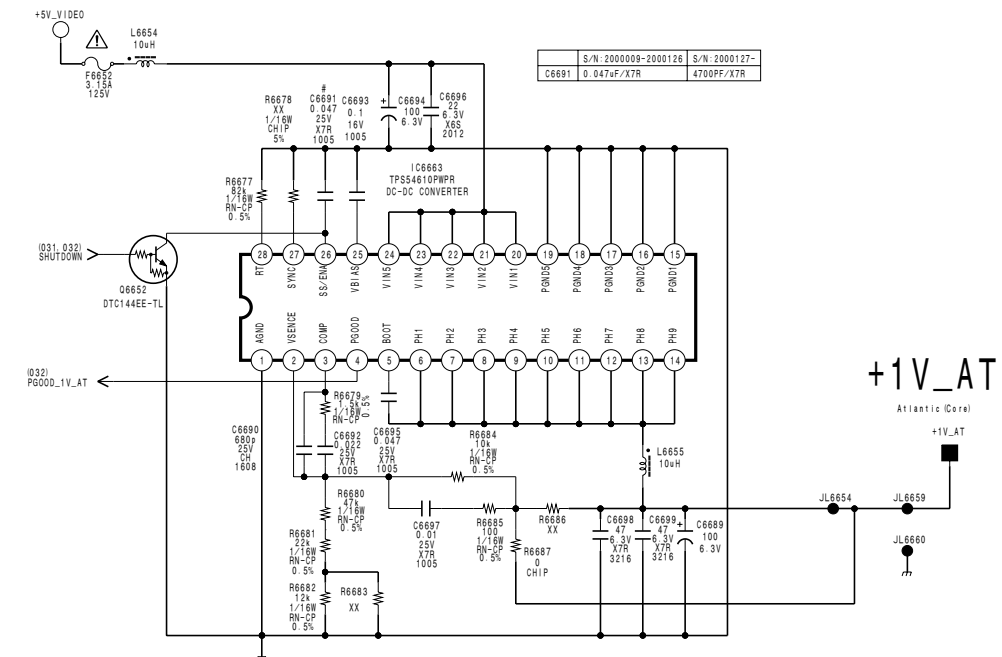 +5V_VIDEO
L6654
10uH
F6652
3.15A
125V
S/N:2000009-2000126 S/N:2000127-
C6691 0.047uF/X7R 4700PF/X7R
R6678
XX
1/16W
CHIP
5%
#
C6691
0.047
25V
X7R
1005
C6693
0.1
16V
1005
+
C6694
100
6.3V
C6696
22
6.3V
X6S
2012
IC6663
TPS54610PWPR
DC-DC CONVERTER
R6677
82k
1/16W
RN-CP
0.5%
(031,032)
SHUTDOWN
Q6652
DTC144EE-TL
28 27 26 25 24 23 22 21 20 19 18 17 16 15
RT SYNC SS/ENA VBIAS VIN5 VIN4 VIN3 VIN2 VIN1 PGND5 PGND4 PGND3 PGND2 PGND1
AGND VSENCE COMP PGOOD BOOT PH1 PH2 PH3 PH4 PH5 PH6 PH7 PH8 PH9
1 2 3 4 5 6 7 8 9 10 11 12 13 14
(032)
PGOOD_1V_AT
+1V_AT
Atlantic(Core)
+1V_AT
R6679
1.5k
1/16W
RN-CP
0.5%
C6690
680p
25V
CH
1608
C6692
0.022
25V
X7R
1005
C6695
0.047
25V
X7R
1005
R6684
10k
1/16W
RN-CP
0.5%
L6655
10uH
R6680
47k
1/16W
RN-CP
0.5%
R6681
22k
1/16W
RN-CP
0.5%
R6682
12k
1/16W
RN-CP
0.5%
R6683
XX
C6697
0.01
25V
X7R
1005
R6685
100
1/16W
RN-CP
0.5%
R6686
XX
R6687
0
CHIP
C6698
47
6.3V
X7R
3216
C6699
47
6.3V
X7R
3216
+
C6689
100
6.3V
JL6654
JL6659
JL6660